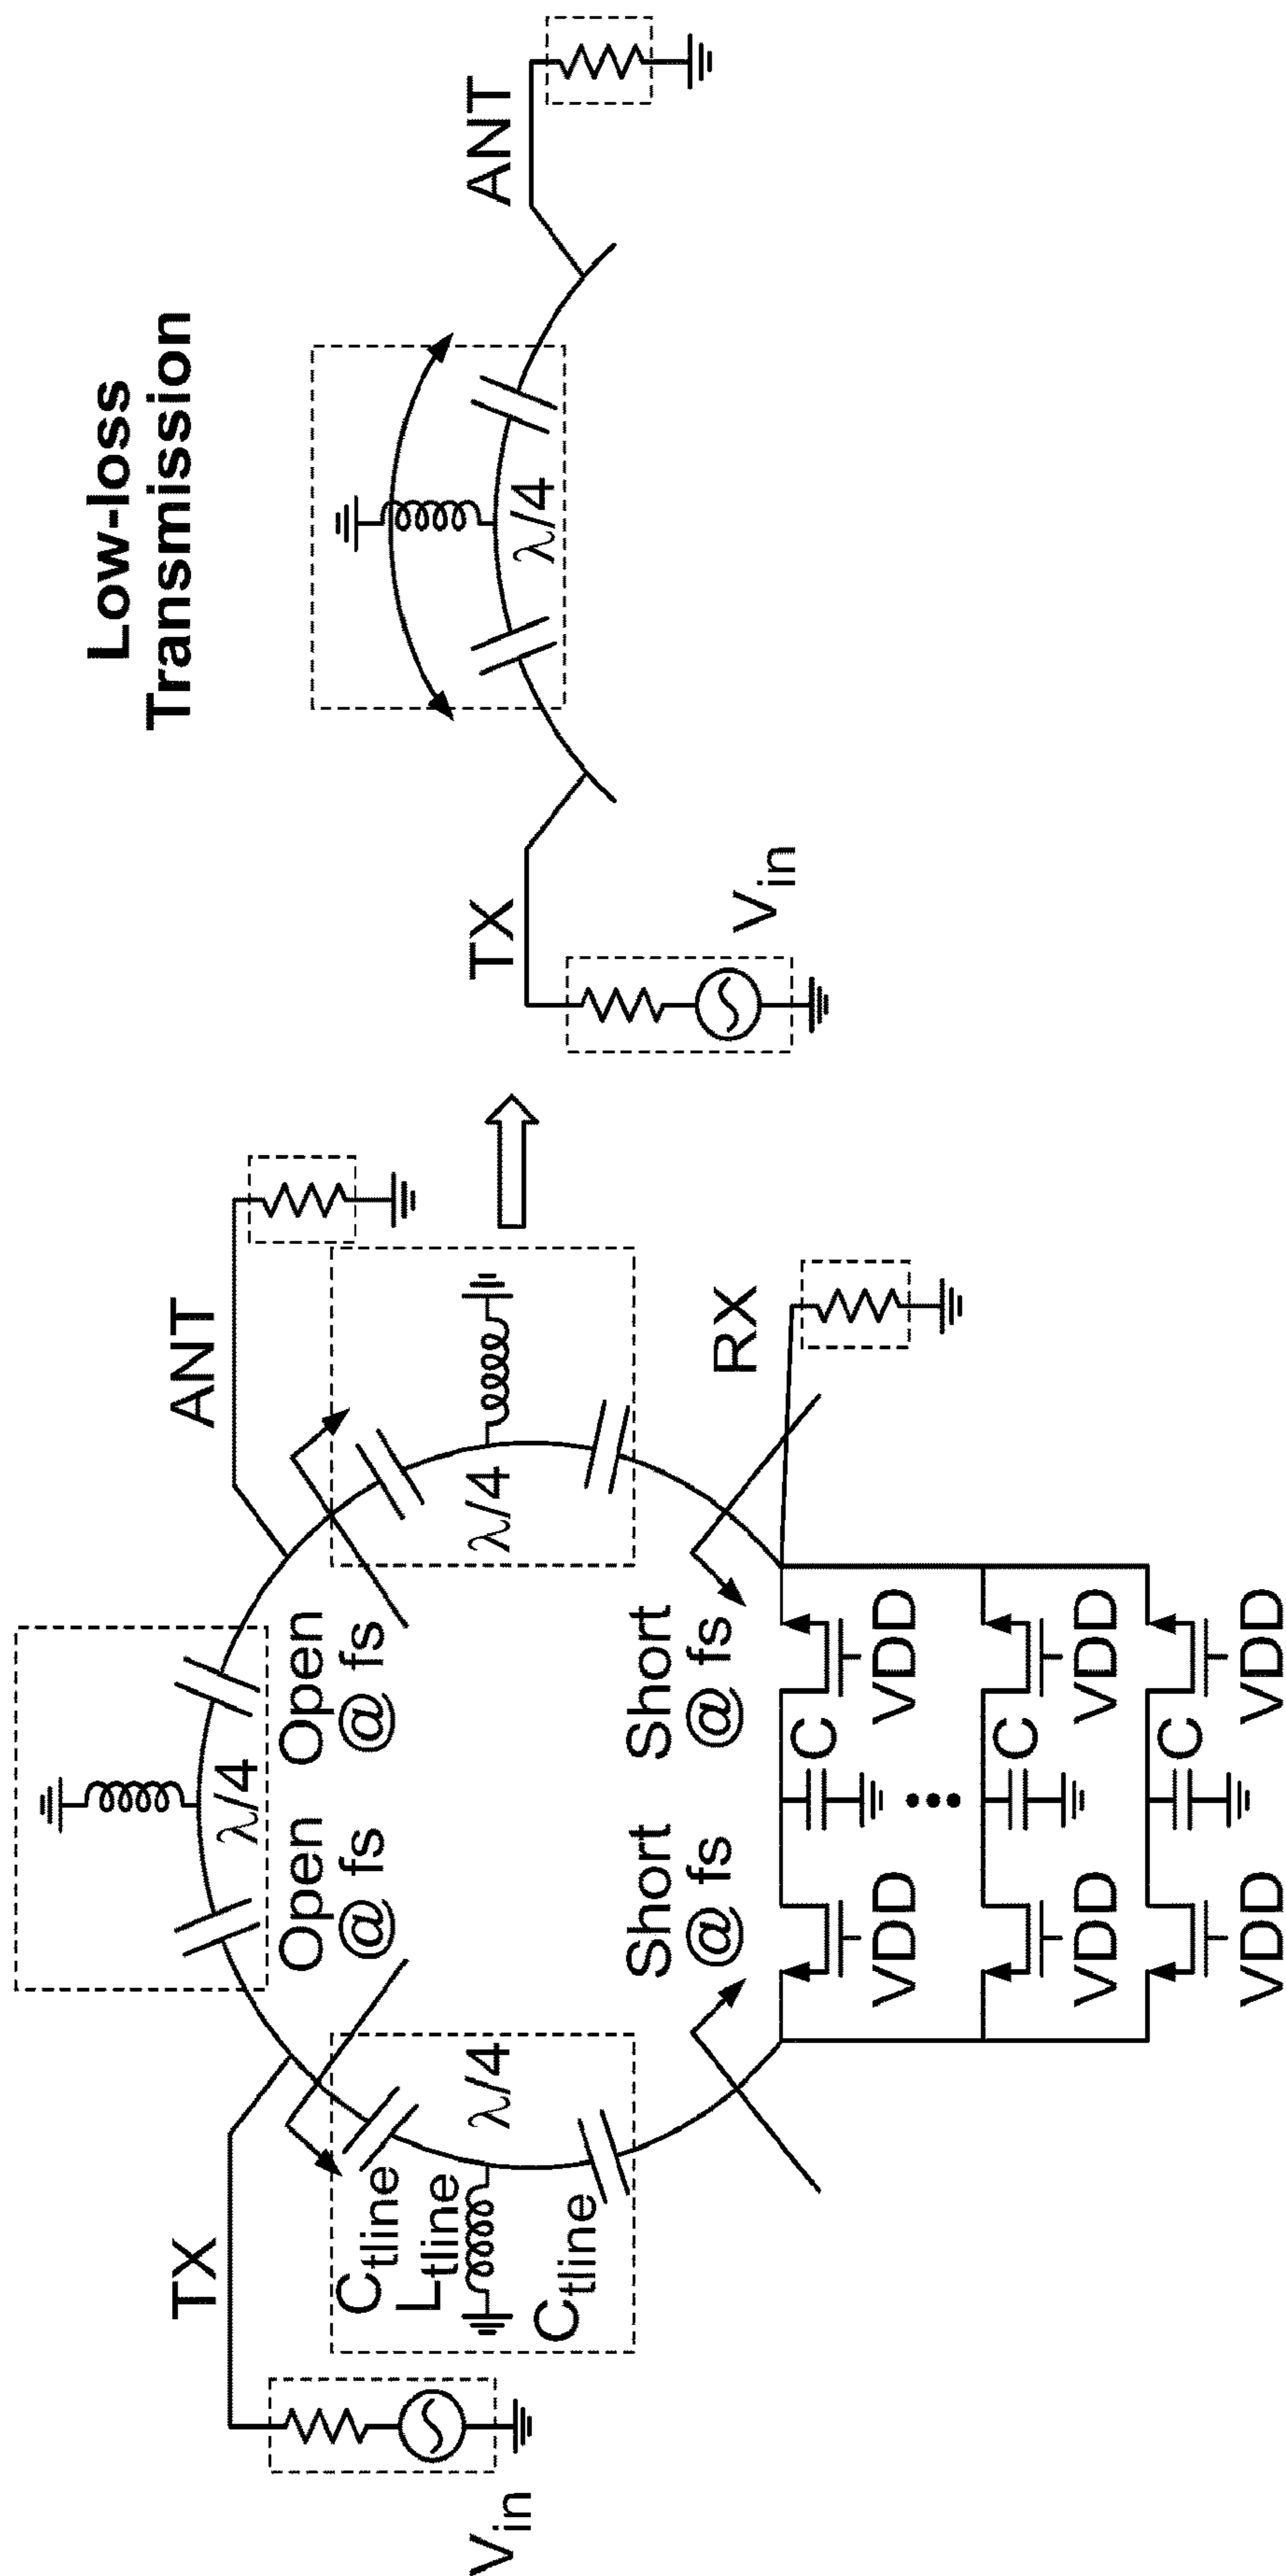 Low-loss
Transmission
TX
ANT
λ/4
Open
@ fs
Open
@ fs
V_in
C_tline
L_tline
C_tline
λ/4
λ/4
Short
@ fs
Short
@ fs
RX
C
VDD
VDD
C
VDD
VDD
C
VDD
VDD
TX
ANT
λ/4
V_in